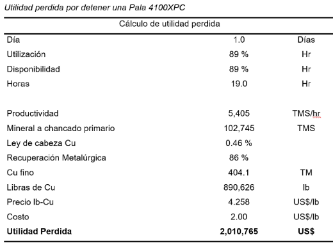 Utilidad perdida por detener una Pala 4100XPC
Cálculo de utilidad perdida
Día 1.0 Días
Utilización 89 % Hr
Disponibilidad 89 % Hr
Horas 19.0 Hr
Productividad 5,405 TMS/hr
Mineral a chancado primario 102,745 TMS
Ley de cabeza Cu 0.46 %
Recuperación Metalúrgica 86 %
Cu fino 404.1 TM
Libras de Cu 890,626 lb
Precio lb-Cu 4.258 US$/lb
Costo 2.00 US$/lb
Utilidad Perdida 2,010,765 US$